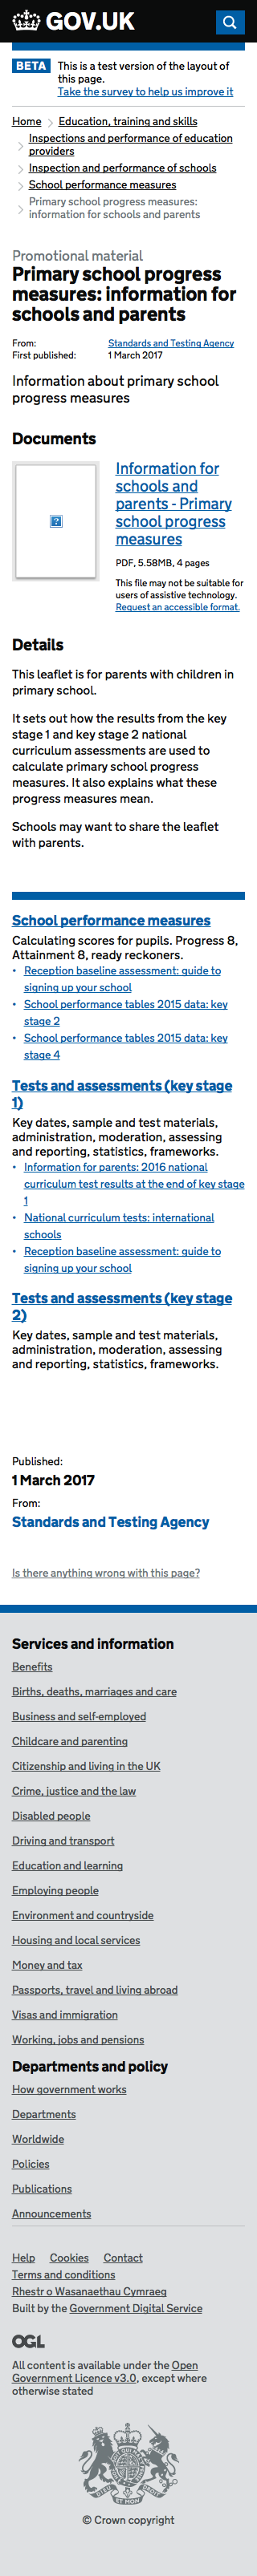 GOV.UK
BETA This is a test version of the layout of
this page.
Take the survey to help us improve it
Home Education, training and skills
Inspections and performance of education
providers
Inspection and performance of schools
School performance measures
Primary school progress measures:
information for schools and parents
Promotional material
Primary school progress
measures: information for
schools and parents
From: Standards and Testing Agency
First published: 1 March 2017
Information about primary school
progress measures
Documents
Information for
schools and
parents - Primary
school progress
measures
PDF, 5.58MB, 4 pages
This file may not be suitable for
users of assistive technology.
Request an accessible format.
Details
This leaflet is for parents with children in
primary school.
It sets out how the results from the key
stage 1 and key stage 2 national
curriculum assessments are used to
calculate primary school progress
measures. It also explains what these
progress measures mean.
Schools may want to share the leaflet
with parents.
School performance measures
Calculating scores for pupils. Progress 8,
Attainment 8, ready reckoners.
• Reception baseline assessment: guide to
signing up your school
• School performance tables 2015 data: key
stage 2
• School performance tables 2015 data: key
stage 4
Tests and assessments (key stage
1)
Key dates, sample and test materials,
administration, moderation, assessing
and reporting, statistics, frameworks.
• Information for parents: 2016 national
curriculum test results at the end of key stage
1
• National curriculum tests: international
schools
• Reception baseline assessment: guide to
signing up your school
Tests and assessments (key stage
2)
Key dates, sample and test materials,
administration, moderation, assessing
and reporting, statistics, frameworks.
Published:
1 March 2017
From:
Standards and Testing Agency
Is there anything wrong with this page?
Services and information
Benefits
Births, deaths, marriages and care
Business and self-employed
Childcare and parenting
Citizenship and living in the UK
Crime, justice and the law
Disabled people
Driving and transport
Education and learning
Employing people
Environment and countryside
Housing and local services
Money and tax
Passports, travel and living abroad
Visas and immigration
Working, jobs and pensions
Departments and policy
How government works
Departments
Worldwide
Policies
Publications
Announcements
Help Cookies Contact
Terms and conditions
Rhestr o Wasanaethau Cymraeg
Built by the Government Digital Service
OGL
All content is available under the Open
Government Licence v3.0, except where
otherwise stated
© Crown copyright